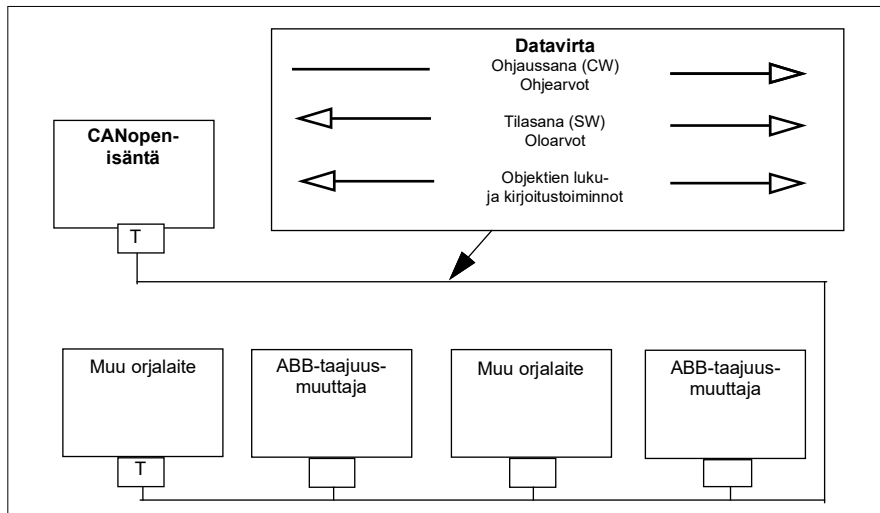 Datavirta
Ohjaussana (CW)
Ohjearvot
Tilasana (SW)
Oloarvot
Objektien luku-
ja kirjoitustoiminnot
CANopen-
isäntä
T
Muu orjalaite
T
ABB-taajuus-
muuttaja
Muu orjalaite
ABB-taajuus-
muuttaja